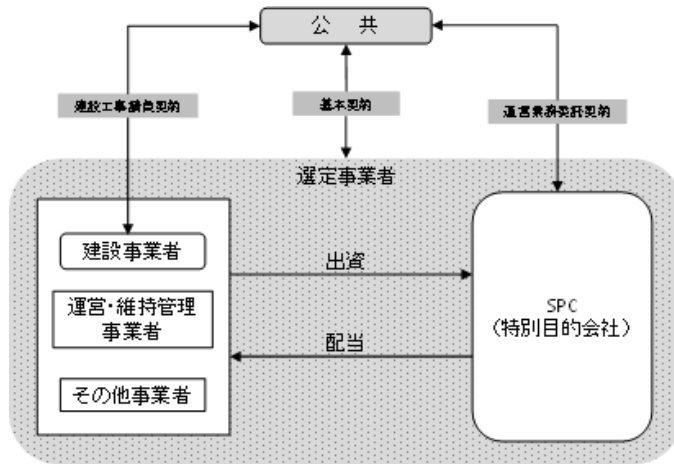 公 共
建設工事請負契約
基本契約
運営業務委託契約
選定事業者
建設事業者
出資
運営・維持管理
事業者
SPC
(特別目的会社)
配当
その他事業者